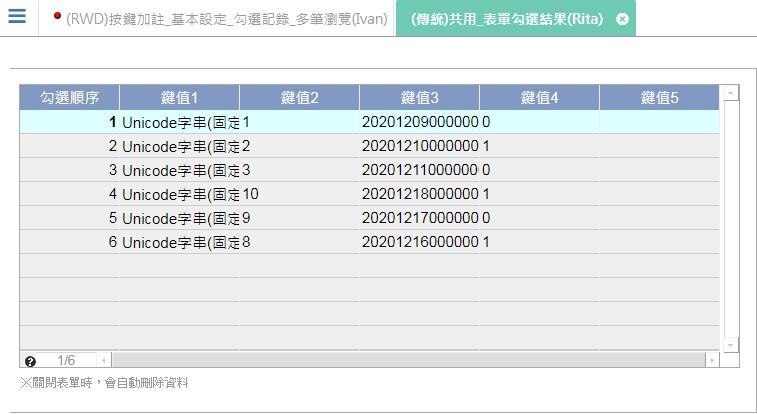 (RWD)按鍵加註_基本設定_勾選記錄_多筆瀏覽(Ivan) (傳統)共用_表單勾選結果(Rita)
勾選順序 鍵值1 鍵值2 鍵值3 鍵值4 鍵值5
1 Unicode字串(固定 1 20201209000000 0
2 Unicode字串(固定 2 20201210000000 1
3 Unicode字串(固定 3 20201211000000 0
4 Unicode字串(固定 10 20201218000000 1
5 Unicode字串(固定 9 20201217000000 0
6 Unicode字串(固定 8 20201216000000 1
1/6
※關閉表單時，會自動刪除資料